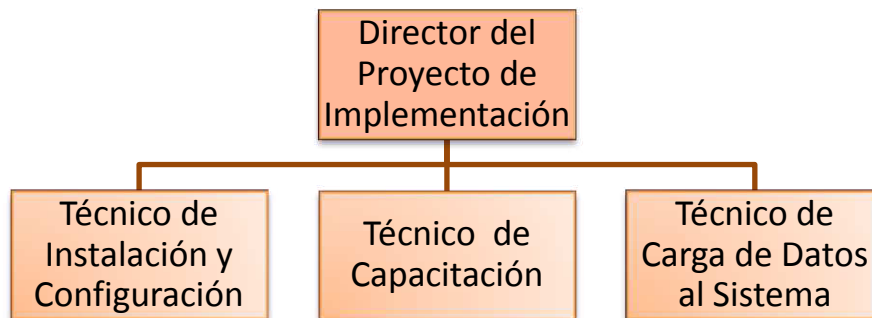 Director del
Proyecto de
Implementación
Técnico de
Instalación y
Configuración
Técnico de
Capacitación
Técnico de
Carga de Datos
al Sistema